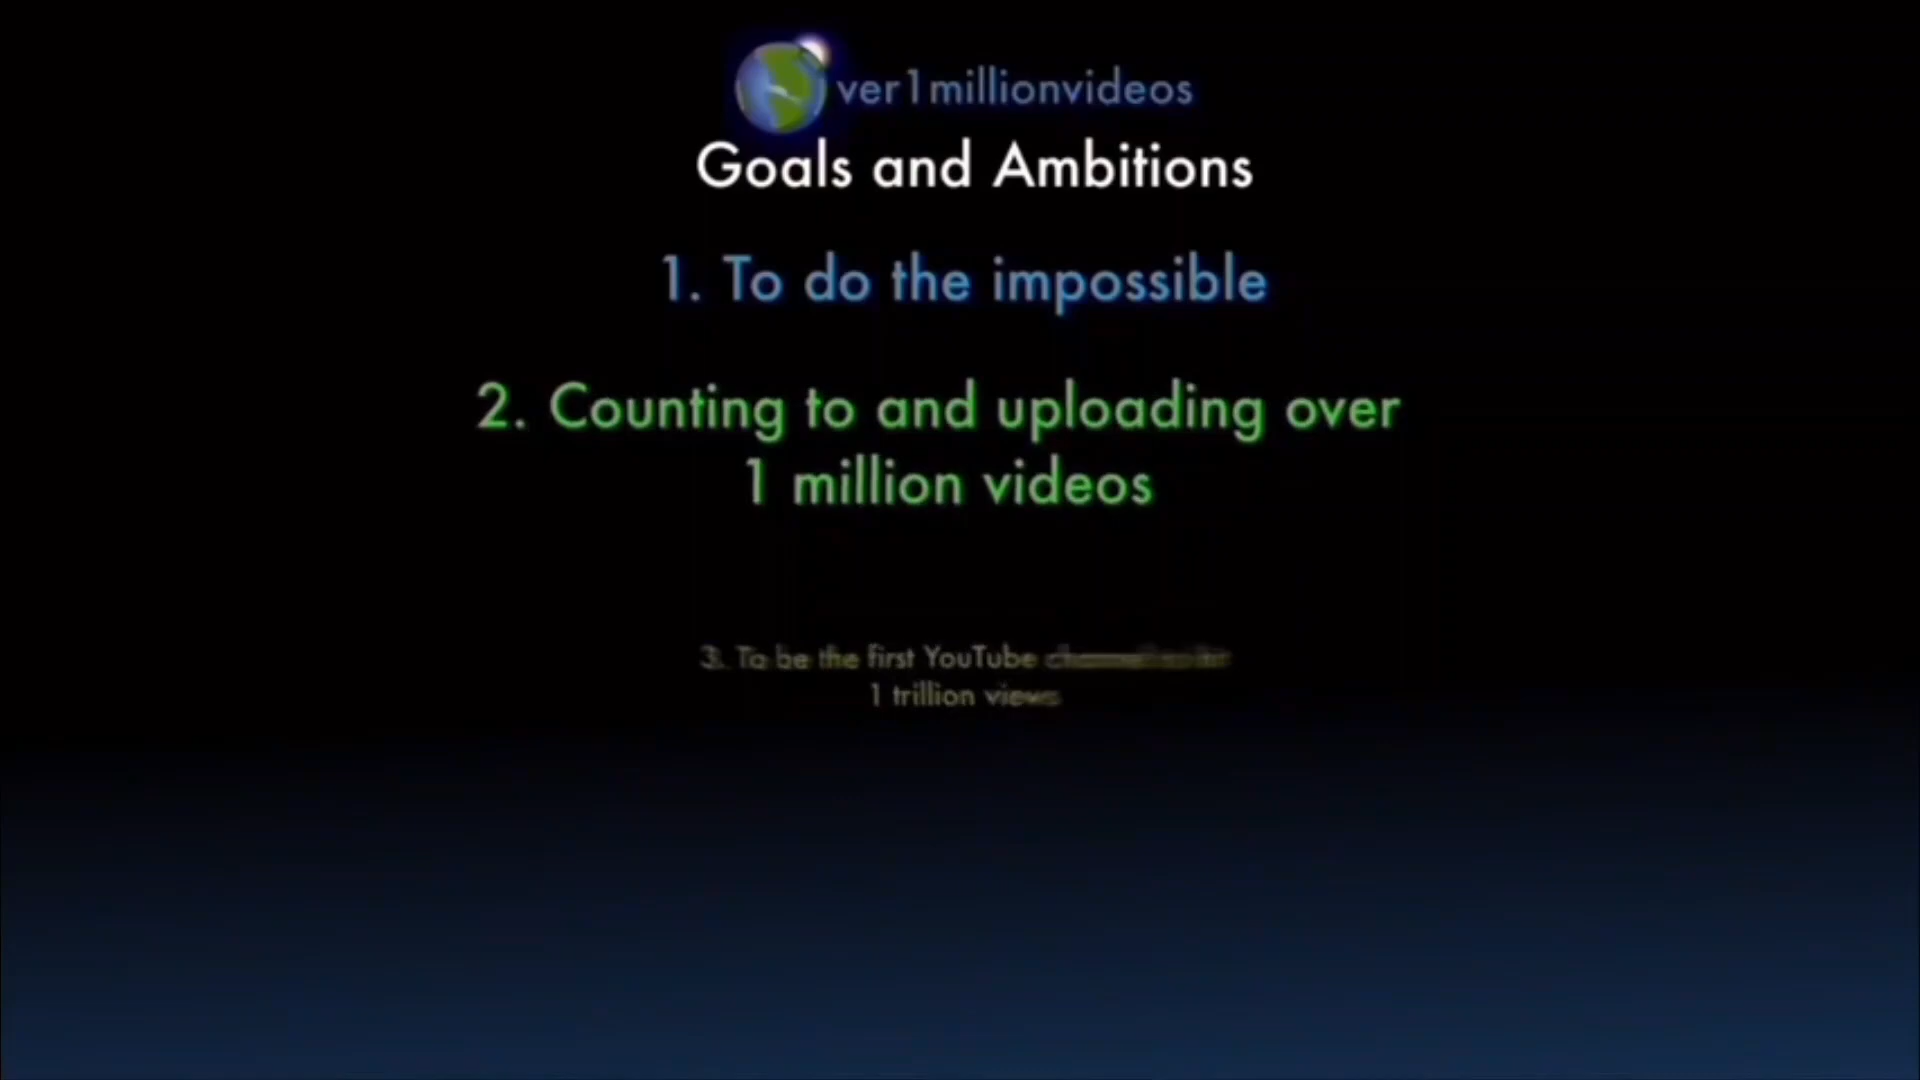 ver1millionvideos
Goals and Ambitions
1. To do the impossible
2. Counting to and uploading over
1 million videos
3. To be the first YouTube
1 trillion views